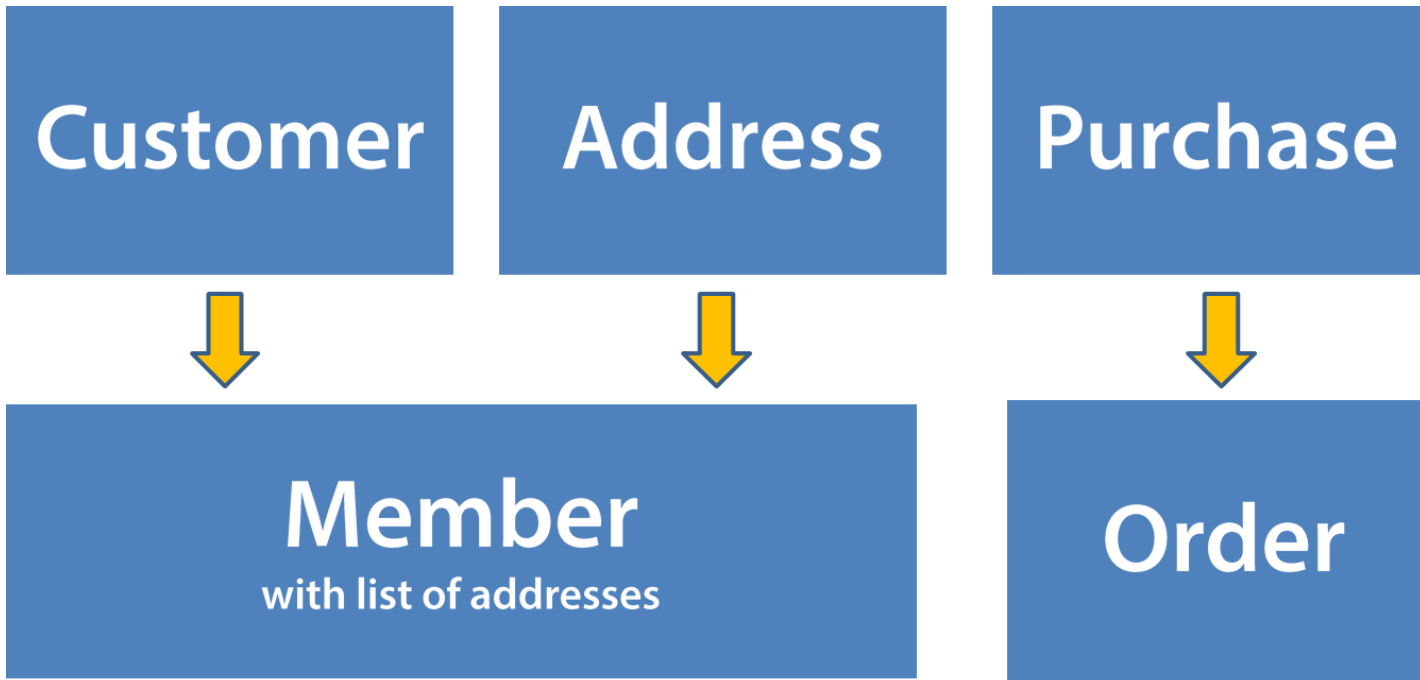 Customer
Address
Purchase
Member
with list of addresses
Order